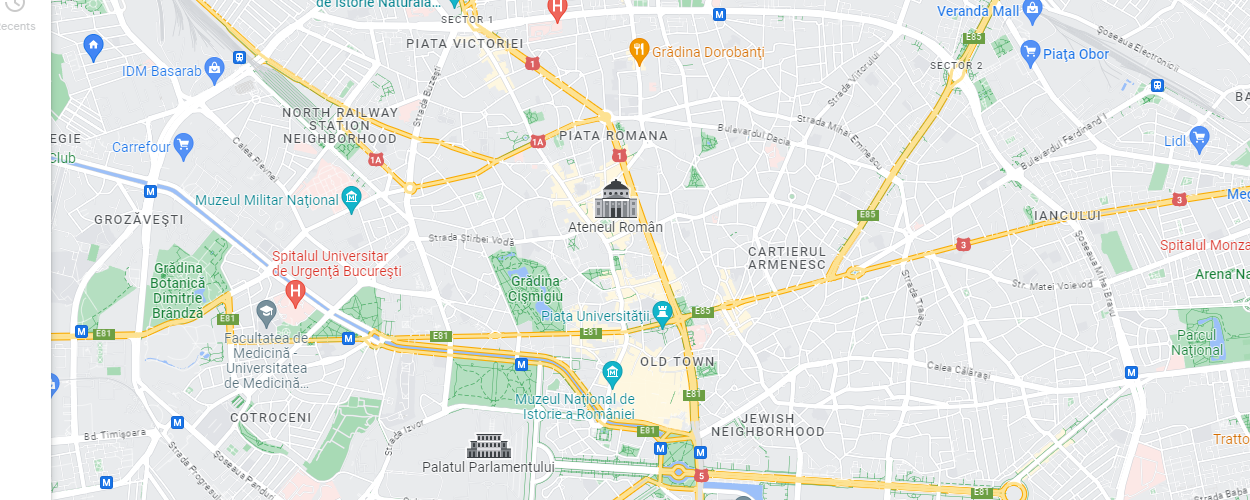 ecents
de Istorie Naturală...
SECTOR 1
H
M
Veranda Mall
E85
Șoseaua Electronicii
PIATA VICTORIEI
Grădina Dorobanți
Piața Obor
IDM Basarab
1
SECTOR 2
Strada Buzești
Strada Viitorului
M
BA
NORTH RAILWAY
STATION
NEIGHBORHOOD
Strada Mihai Eminescu
Bulevardul Ferdinand I
EGIE
Carrefour
1A
PIATA ROMANA
Bulevardul Dacia
Lidl
Club
1A
1
Calea Plevnei
M
Muzeul Militar Național
3
Meg
GROZĂVEȘTI
E85
IANCULUI
Ateneul Român
Strada Știrbei Vodă
3
Spitalul Monza
Spitalul Universitar
de Urgență București
CARTIERUL
ARMENESC
Șoseaua Mihai Bravu
Arena Na
Grădina
Botanică
Dimitrie
Brândză
H
Grădina
Cișmigiu
Str. Matei Voievod
Strada Traian
Piața Universității
E85
E81
M
E81
E81
E81
Parcul
Național
Facultatea de
Medicină -
Universitatea
de Medicină...
M
M
OLD TOWN
Calea Călărași
M
Muzeul Național de
Istorie a României
E81
COTROCENI
M
E81
JEWISH
NEIGHBORHOOD
Bd Timișoara
Strada Izvor
Tratto
Strada Progresului
Șoseaua Panduri
Palatul Parlamentului
M
M
5
M
E81
Strada Baba